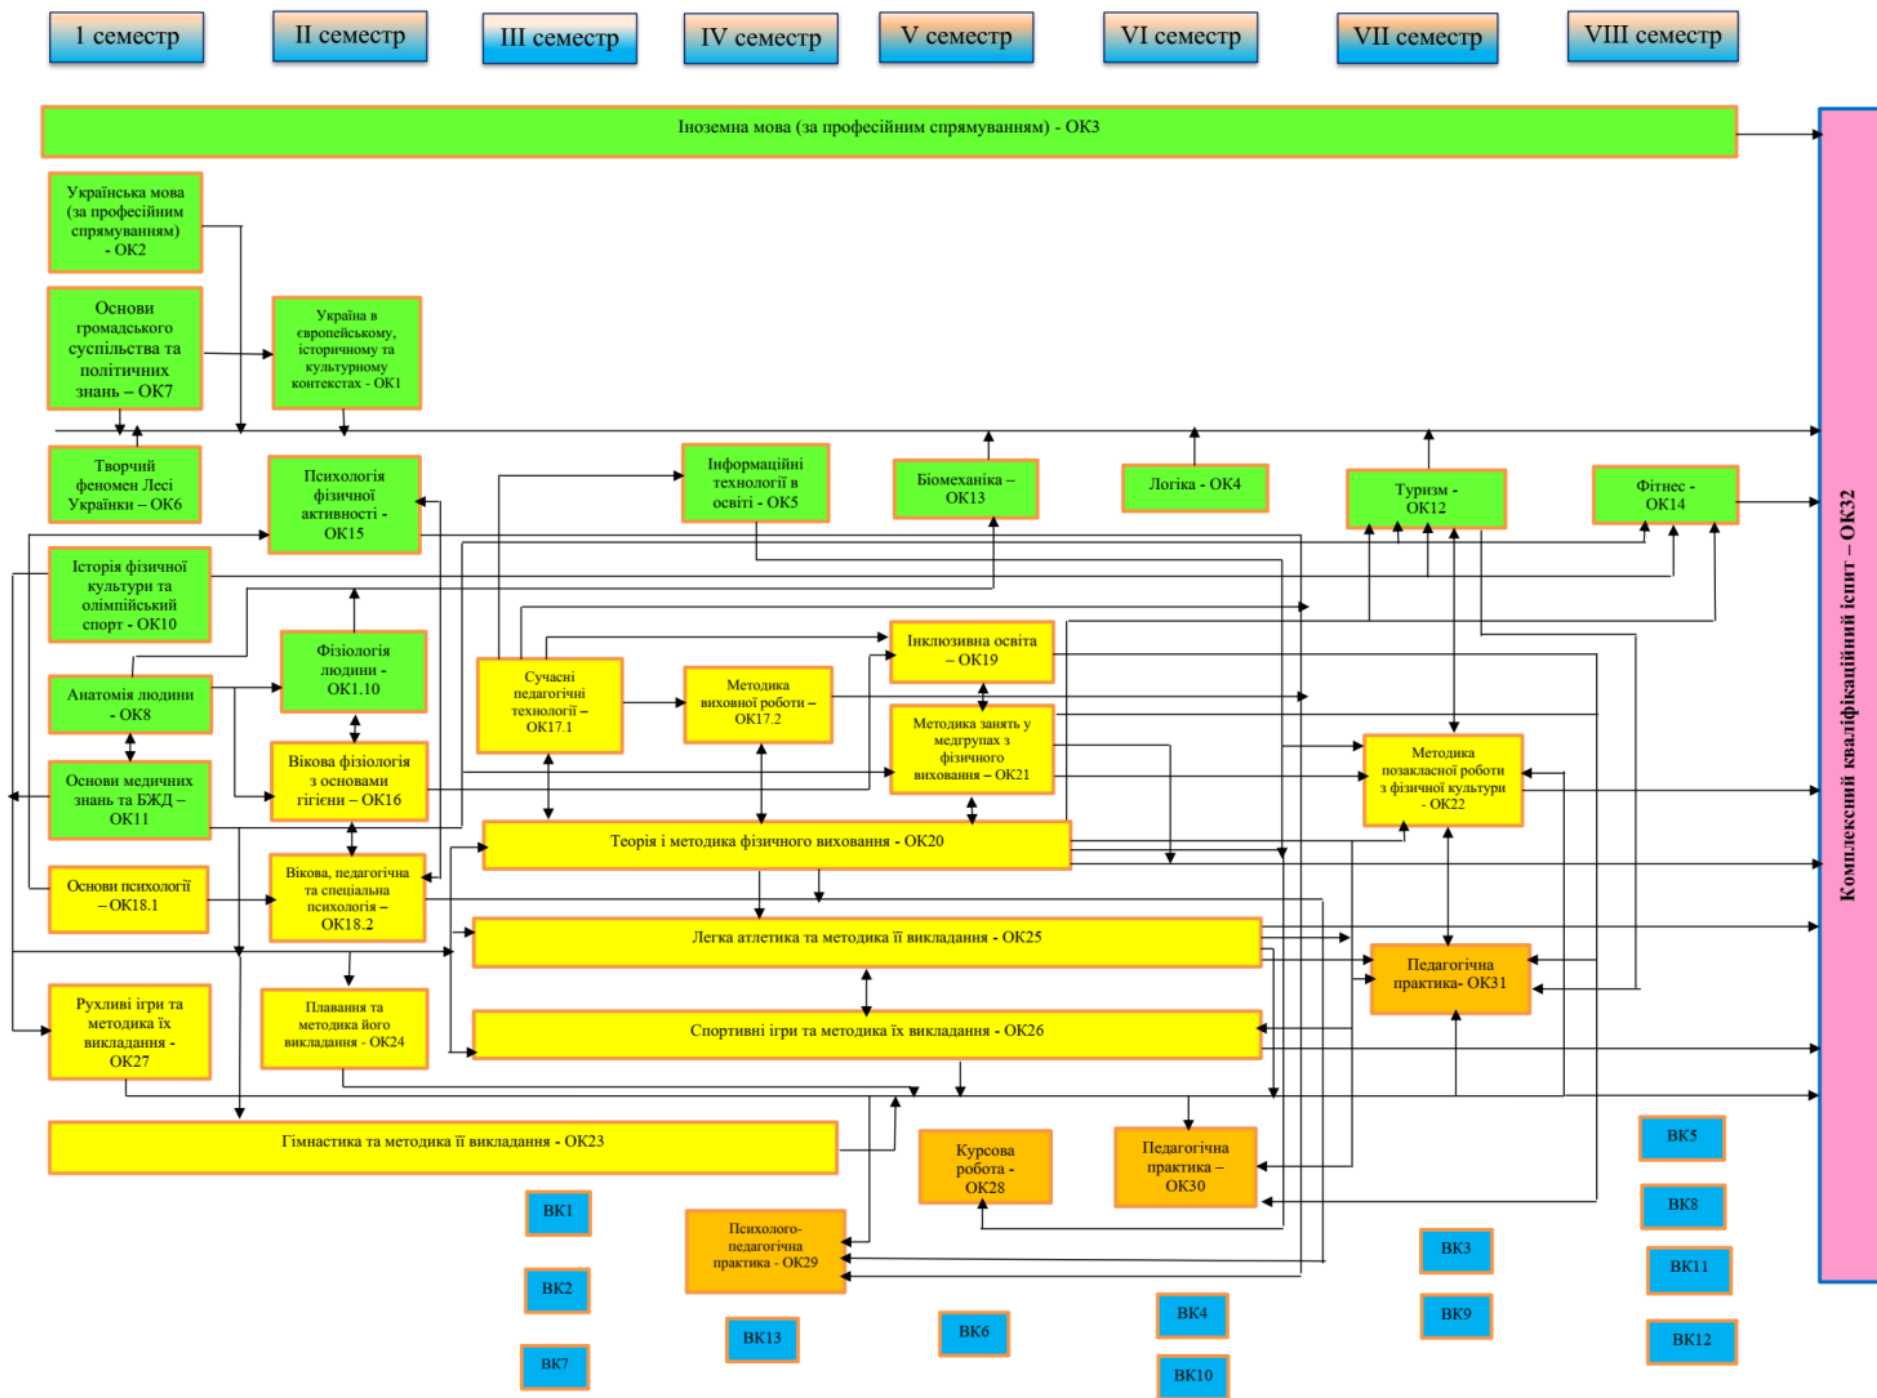 1 семестр
II семестр
III семестр
IV семестр
V семестр
VI семестр
VII семестр
VIII семестр
Іноземна мова (за професійним спрямуванням) - ОК3
Українська мова
(за професійним
спрямуванням)
- ОК2
Основи
громадського
суспільства та
політичних
знань – ОК7
Україна в
європейському,
історичному та
культурному
контекстах - ОК1
Творчий
феномен Лесі
Українки – ОК6
Психологія
фізичної
активності -
ОК15
Інформаційні
технології в
освіті - ОК5
Біомеханіка –
ОК13
Логіка - ОК4
Туризм -
ОК12
Фітнес -
ОК14
Історія фізичної
культури та
олімпійський
спорт - ОК10
Фізіологія
людини -
ОК1.10
Анатомія людини
- ОК8
Сучасні
педагогічні
технології –
ОК17.1
Методика
виховної роботи –
ОК17.2
Інклюзивна освіта
– ОК19
Методика занять у
медгрупах з
фізичного
виховання – ОК21
Методика
позакласної роботи
з фізичної культури
- ОК22
Основи медичних
знань та БЖД –
ОК11
Вікова фізіологія
з основами
гігієни – ОК16
Теорія і методика фізичного виховання - ОК20
Основи психології
– ОК18.1
Вікова, педагогічна
та спеціальна
психологія –
ОК18.2
Легка атлетика та методика її викладання - ОК25
Педагогічна
практика- ОК31
Рухливі ігри та
методика їх
викладання -
ОК27
Плавання та
методика його
викладання - ОК24
Спортивні ігри та методика їх викладання - ОК26
Гімнастика та методика її викладання - ОК23
Курсова
робота -
ОК28
Педагогічна
практика –
ОК30
Психолого-
педагогічна
практика - ОК29
ВК1
ВК2
ВК7
ВК13
ВК6
ВК4
ВК10
ВК3
ВК9
ВК5
ВК8
ВК11
ВК12
Комплексний кваліфікаційний іспит – ОК32